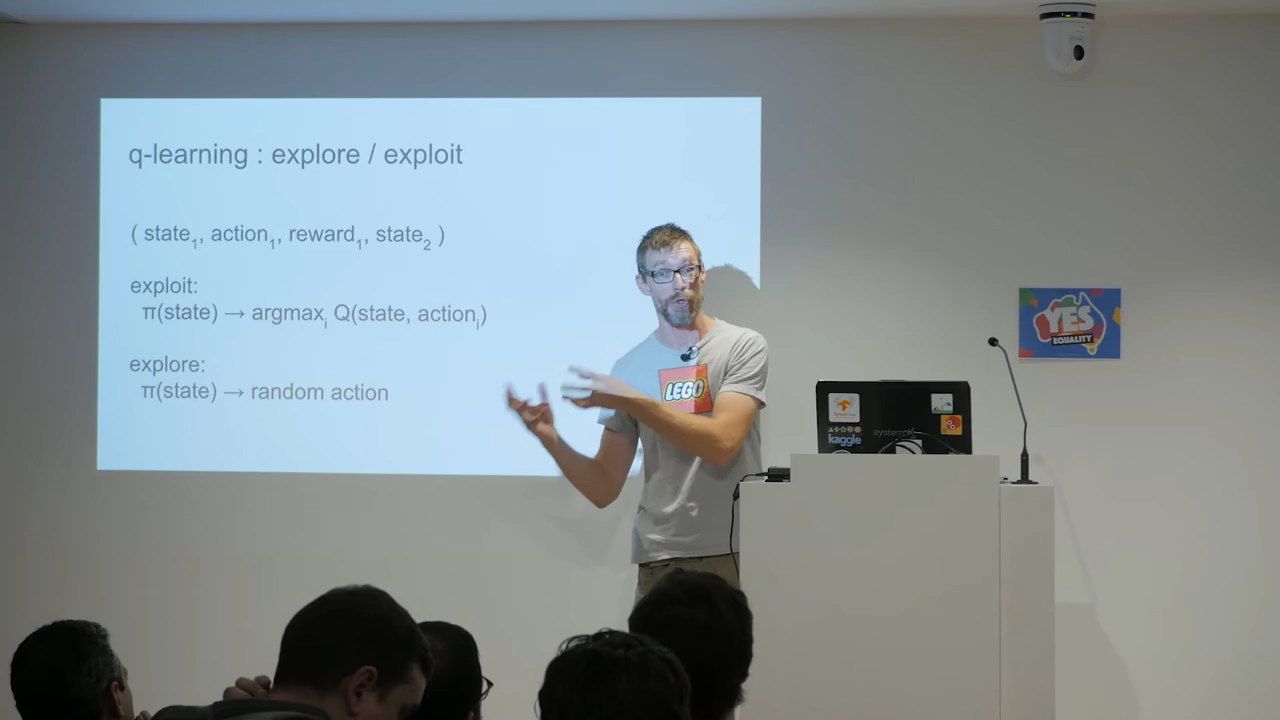 q-learning : explore / exploit
( state₁, action₁, reward₁, state₂ )
exploit:
π(state) → argmaxᵢ Q(state, actionᵢ)
explore:
π(state) → random action
LEGO
YES
EQUALITY
kaggle